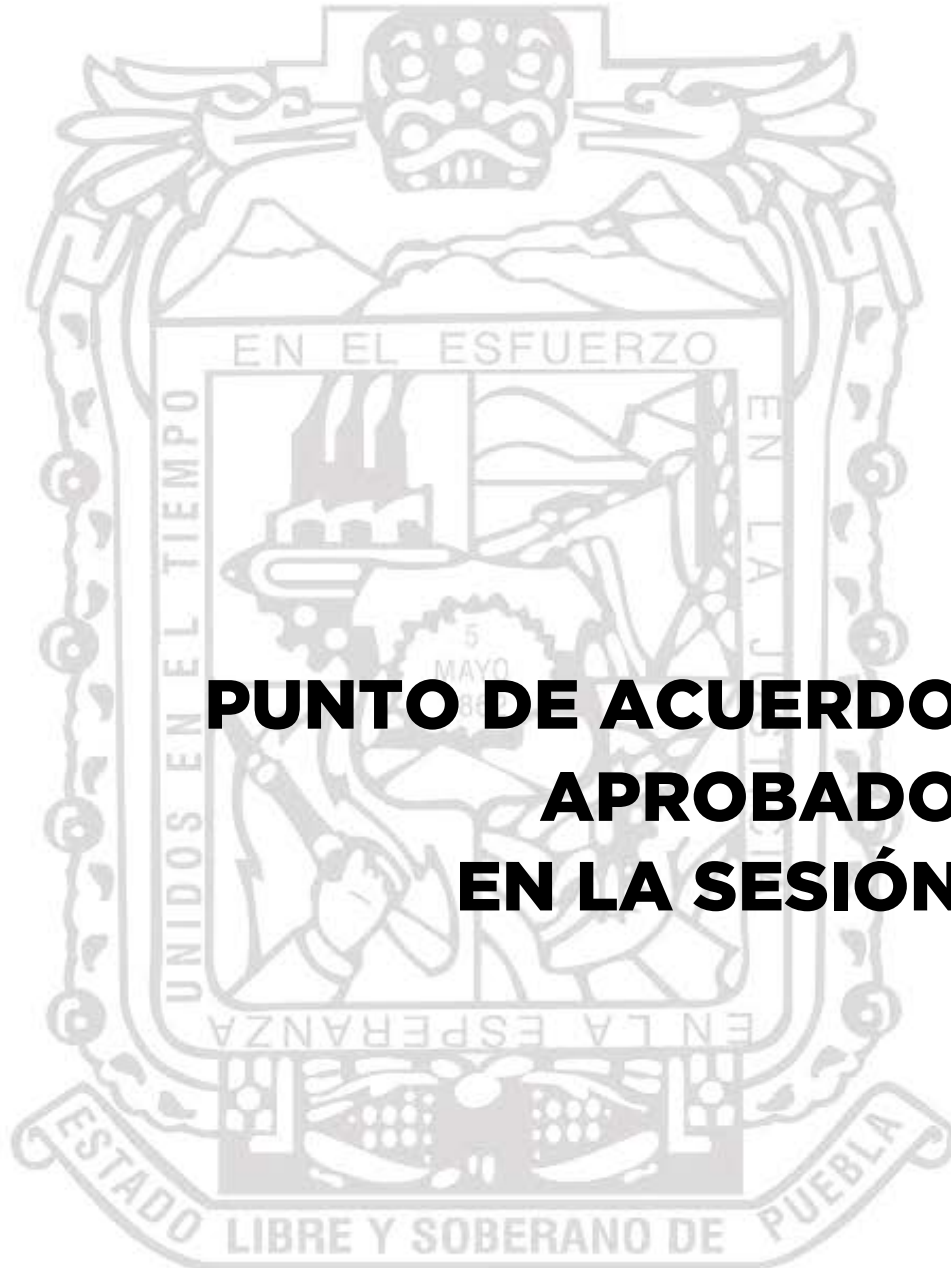 EN EL ESFUERZO
EN LA JUSTICI
UNIDOS EN EL TIEMPO
5
MAYO
PUNTO DE ACUERDO
APROBADO
EN LA SESIÓN
EN LA ESPERANZA
ESTADO LIBRE Y SOBERANO DE PUEBLA